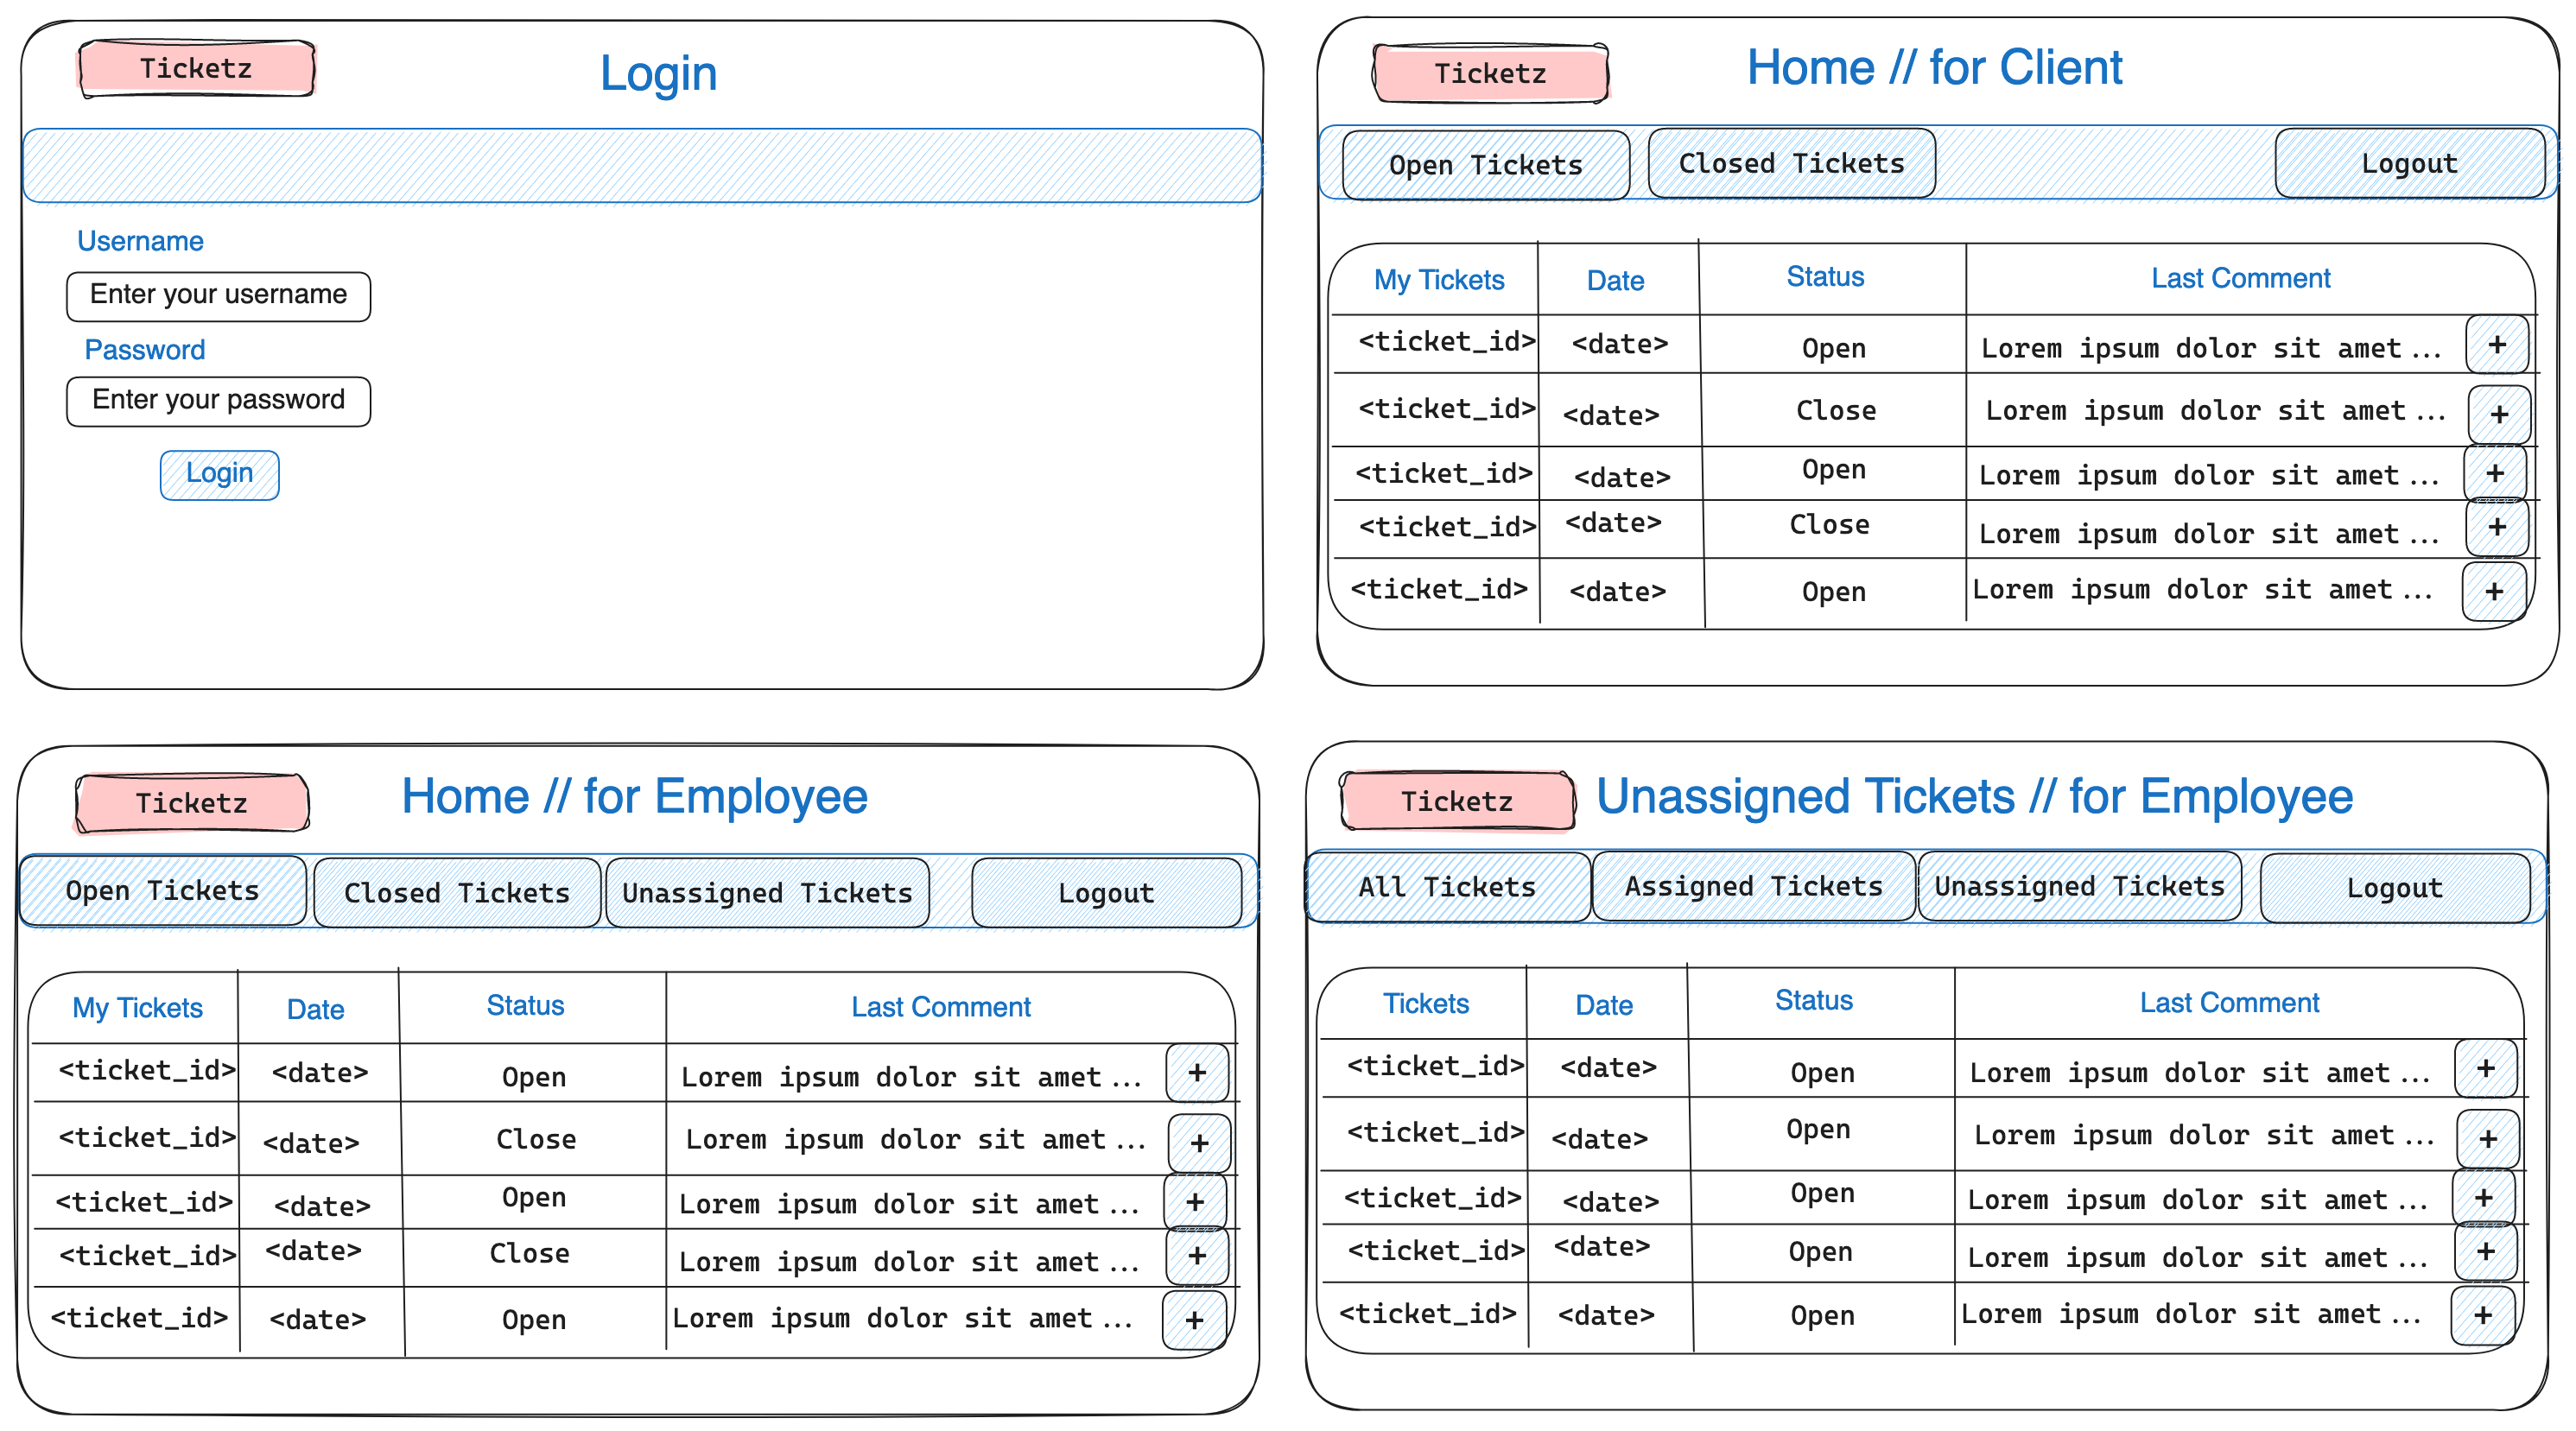 Ticketz
Login
Username
Enter your username
Password
Enter your password
Login
Ticketz
Home // for Client
Open Tickets Closed Tickets Logout
My Tickets Date Status Last Comment
<ticket_id> <date> Open Lorem ipsum dolor sit amet ... +
<ticket_id> <date> Close Lorem ipsum dolor sit amet ... +
<ticket_id> <date> Open Lorem ipsum dolor sit amet ... +
<ticket_id> <date> Close Lorem ipsum dolor sit amet ... +
<ticket_id> <date> Open Lorem ipsum dolor sit amet ... +
Ticketz
Home // for Employee
Open Tickets Closed Tickets Unassigned Tickets Logout
My Tickets Date Status Last Comment
<ticket_id> <date> Open Lorem ipsum dolor sit amet ... +
<ticket_id> <date> Close Lorem ipsum dolor sit amet ... +
<ticket_id> <date> Open Lorem ipsum dolor sit amet ... +
<ticket_id> <date> Close Lorem ipsum dolor sit amet ... +
<ticket_id> <date> Open Lorem ipsum dolor sit amet ... +
Ticketz
Unassigned Tickets // for Employee
All Tickets Assigned Tickets Unassigned Tickets Logout
Tickets Date Status Last Comment
<ticket_id> <date> Open Lorem ipsum dolor sit amet ... +
<ticket_id> <date> Open Lorem ipsum dolor sit amet ... +
<ticket_id> <date> Open Lorem ipsum dolor sit amet ... +
<ticket_id> <date> Open Lorem ipsum dolor sit amet ... +
<ticket_id> <date> Open Lorem ipsum dolor sit amet ... +